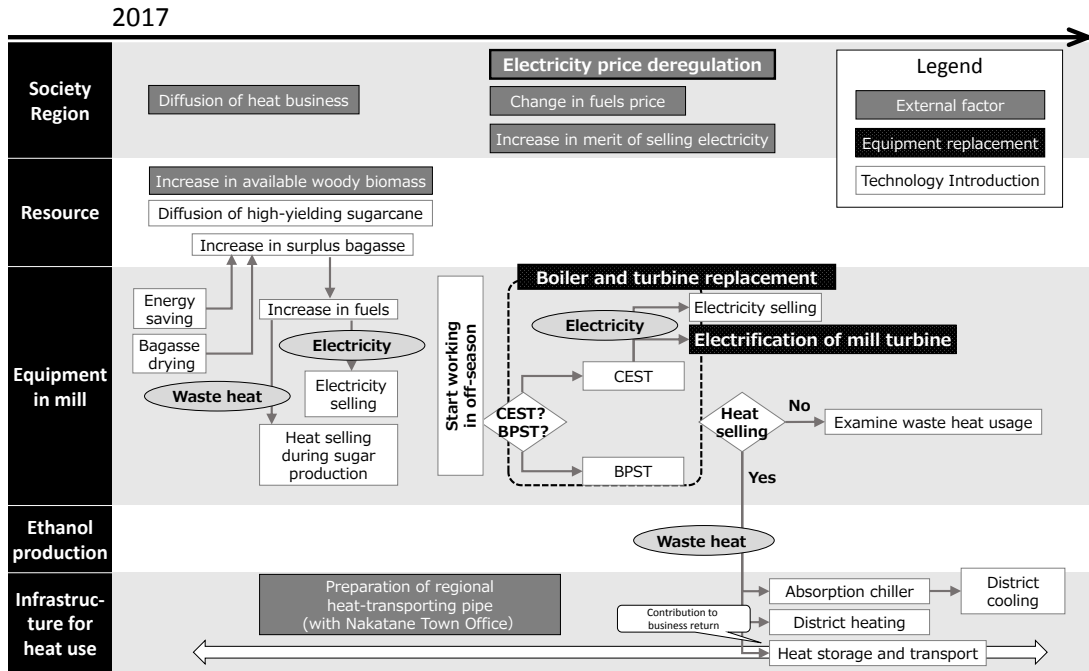 2017
Society
Region
Electricity price deregulation
Diffusion of heat business
Change in fuels price
Increase in merit of selling electricity
Legend
External factor
Equipment replacement
Technology Introduction
Resource
Increase in available woody biomass
Diffusion of high-yielding sugarcane
Increase in surplus bagasse
Equipment
in mill
Energy
saving
Bagasse
drying
Increase in fuels
Electricity
Waste heat
Electricity
selling
Heat selling
during sugar
production
Start working
in off-season
Boiler and turbine replacement
Electricity selling
Electricity
Electrification of mill turbine
CEST
CEST?
BPST?
BPST
Heat
selling
No
Examine waste heat usage
Yes
Ethanol
production
Waste heat
Infrastruc-
ture for
heat use
Preparation of regional
heat-transporting pipe
(with Nakatane Town Office)
Absorption chiller
District
cooling
Contribution to
business return
District heating
Heat storage and transport